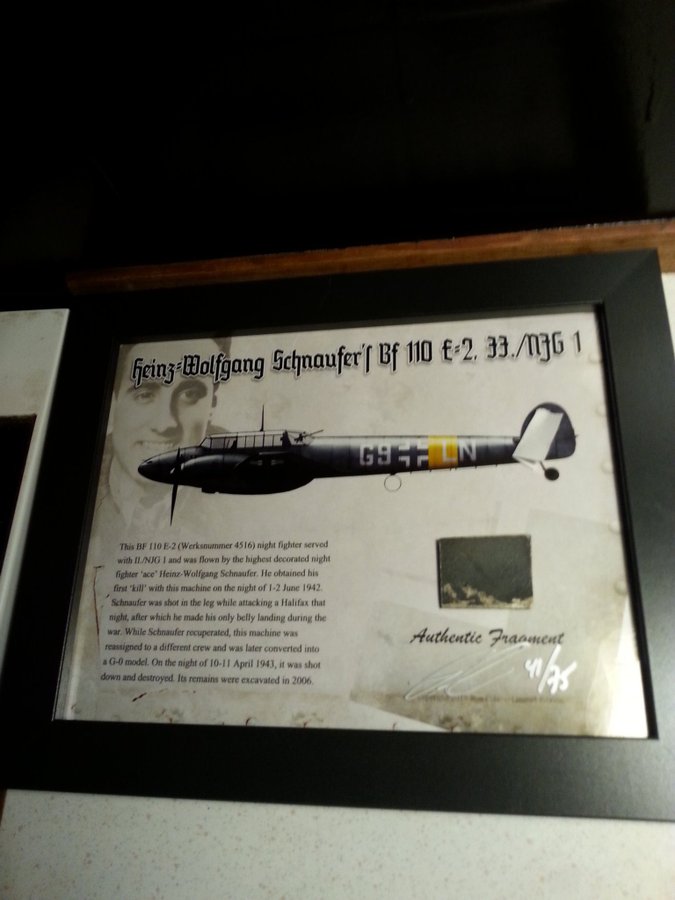 Heinz-Wolfgang Schnaufer's Bf 110 E-2, II./NJG 1
G9 LN
This BF 110 E-2 (Werksnummer 4516) night fighter served
with II./NJG 1 and was flown by the highest decorated night
fighter 'ace' Heinz-Wolfgang Schnaufer. He obtained his
first 'kill' with this machine on the night of 1-2 June 1942.
Schnaufer was shot in the leg while attacking a Halifax that
night, after which he made his only belly landing during the
war. While Schnaufer recuperated, this machine was
reassigned to a different crew and was later converted into
a G-0 model. On the night of 10-11 April 1943, it was shot
down and destroyed. Its remains were excavated in 2006.
Authentic Fragment
41/75